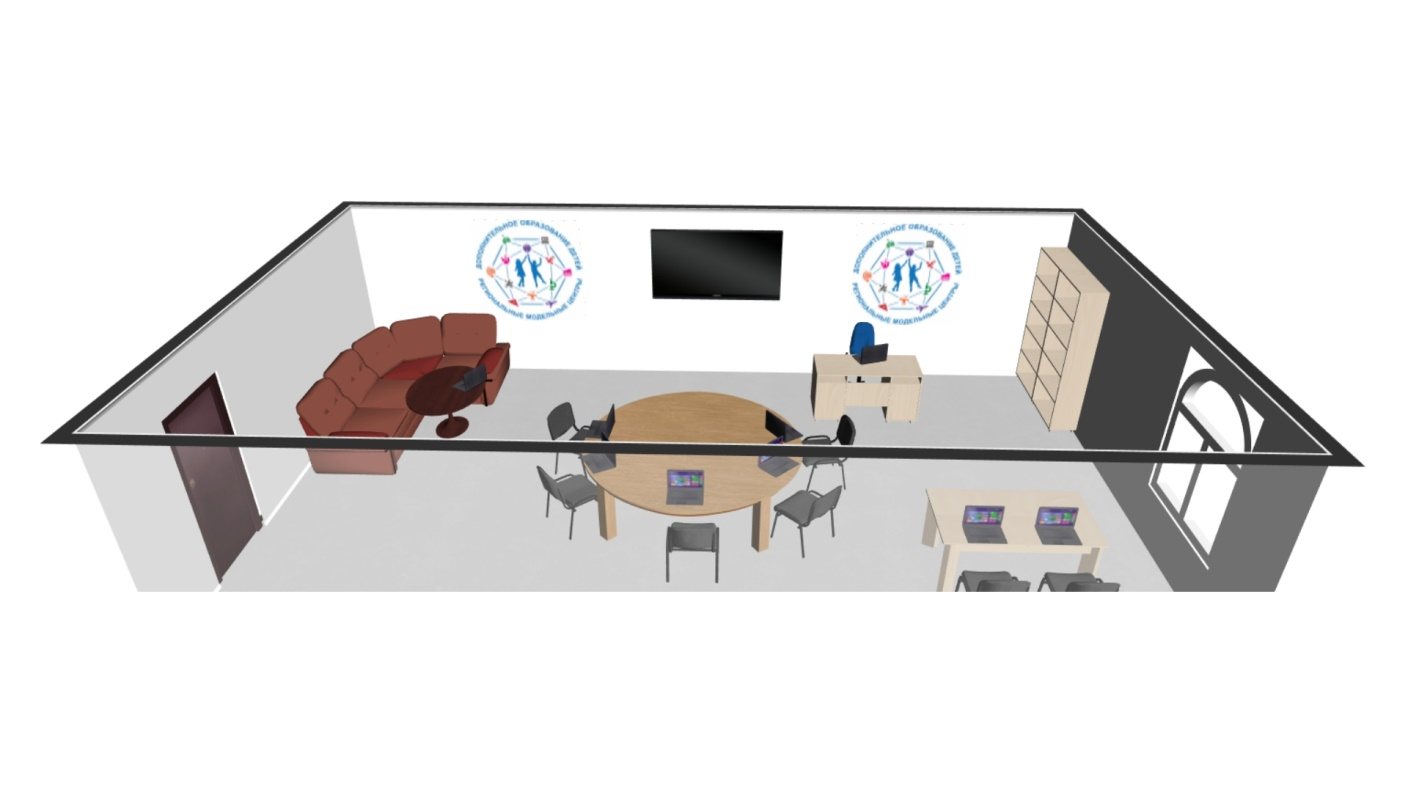 ДОПОЛНИТЕЛЬНОЕ ОБРАЗОВАНИЕ ДЕТЕЙ
РЕГИОНАЛЬНЫЕ МОДЕЛЬНЫЕ ЦЕНТРЫ
ДОПОЛНИТЕЛЬНОЕ ОБРАЗОВАНИЕ ДЕТЕЙ
РЕГИОНАЛЬНЫЕ МОДЕЛЬНЫЕ ЦЕНТРЫ